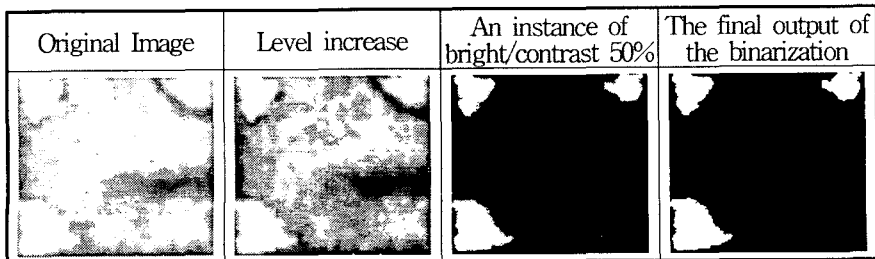 Original Image
Level increase
An instance of
bright/contrast 50%
The final output of
the binarization